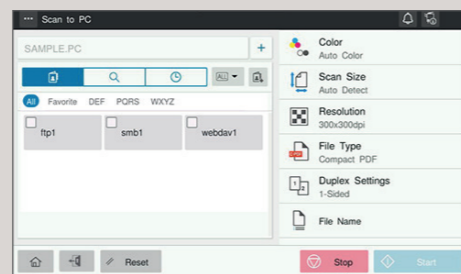 Scan to PC
SAMPLE.PC
+
ALL
All Favorite DEF PQRS WXYZ
ftp1
smb1
webdav1
Color
Auto Color
Scan Size
Auto Detect
Resolution
300x300dpi
File Type
Compact PDF
Duplex Settings
1-Sided
File Name
Reset
Stop
Start